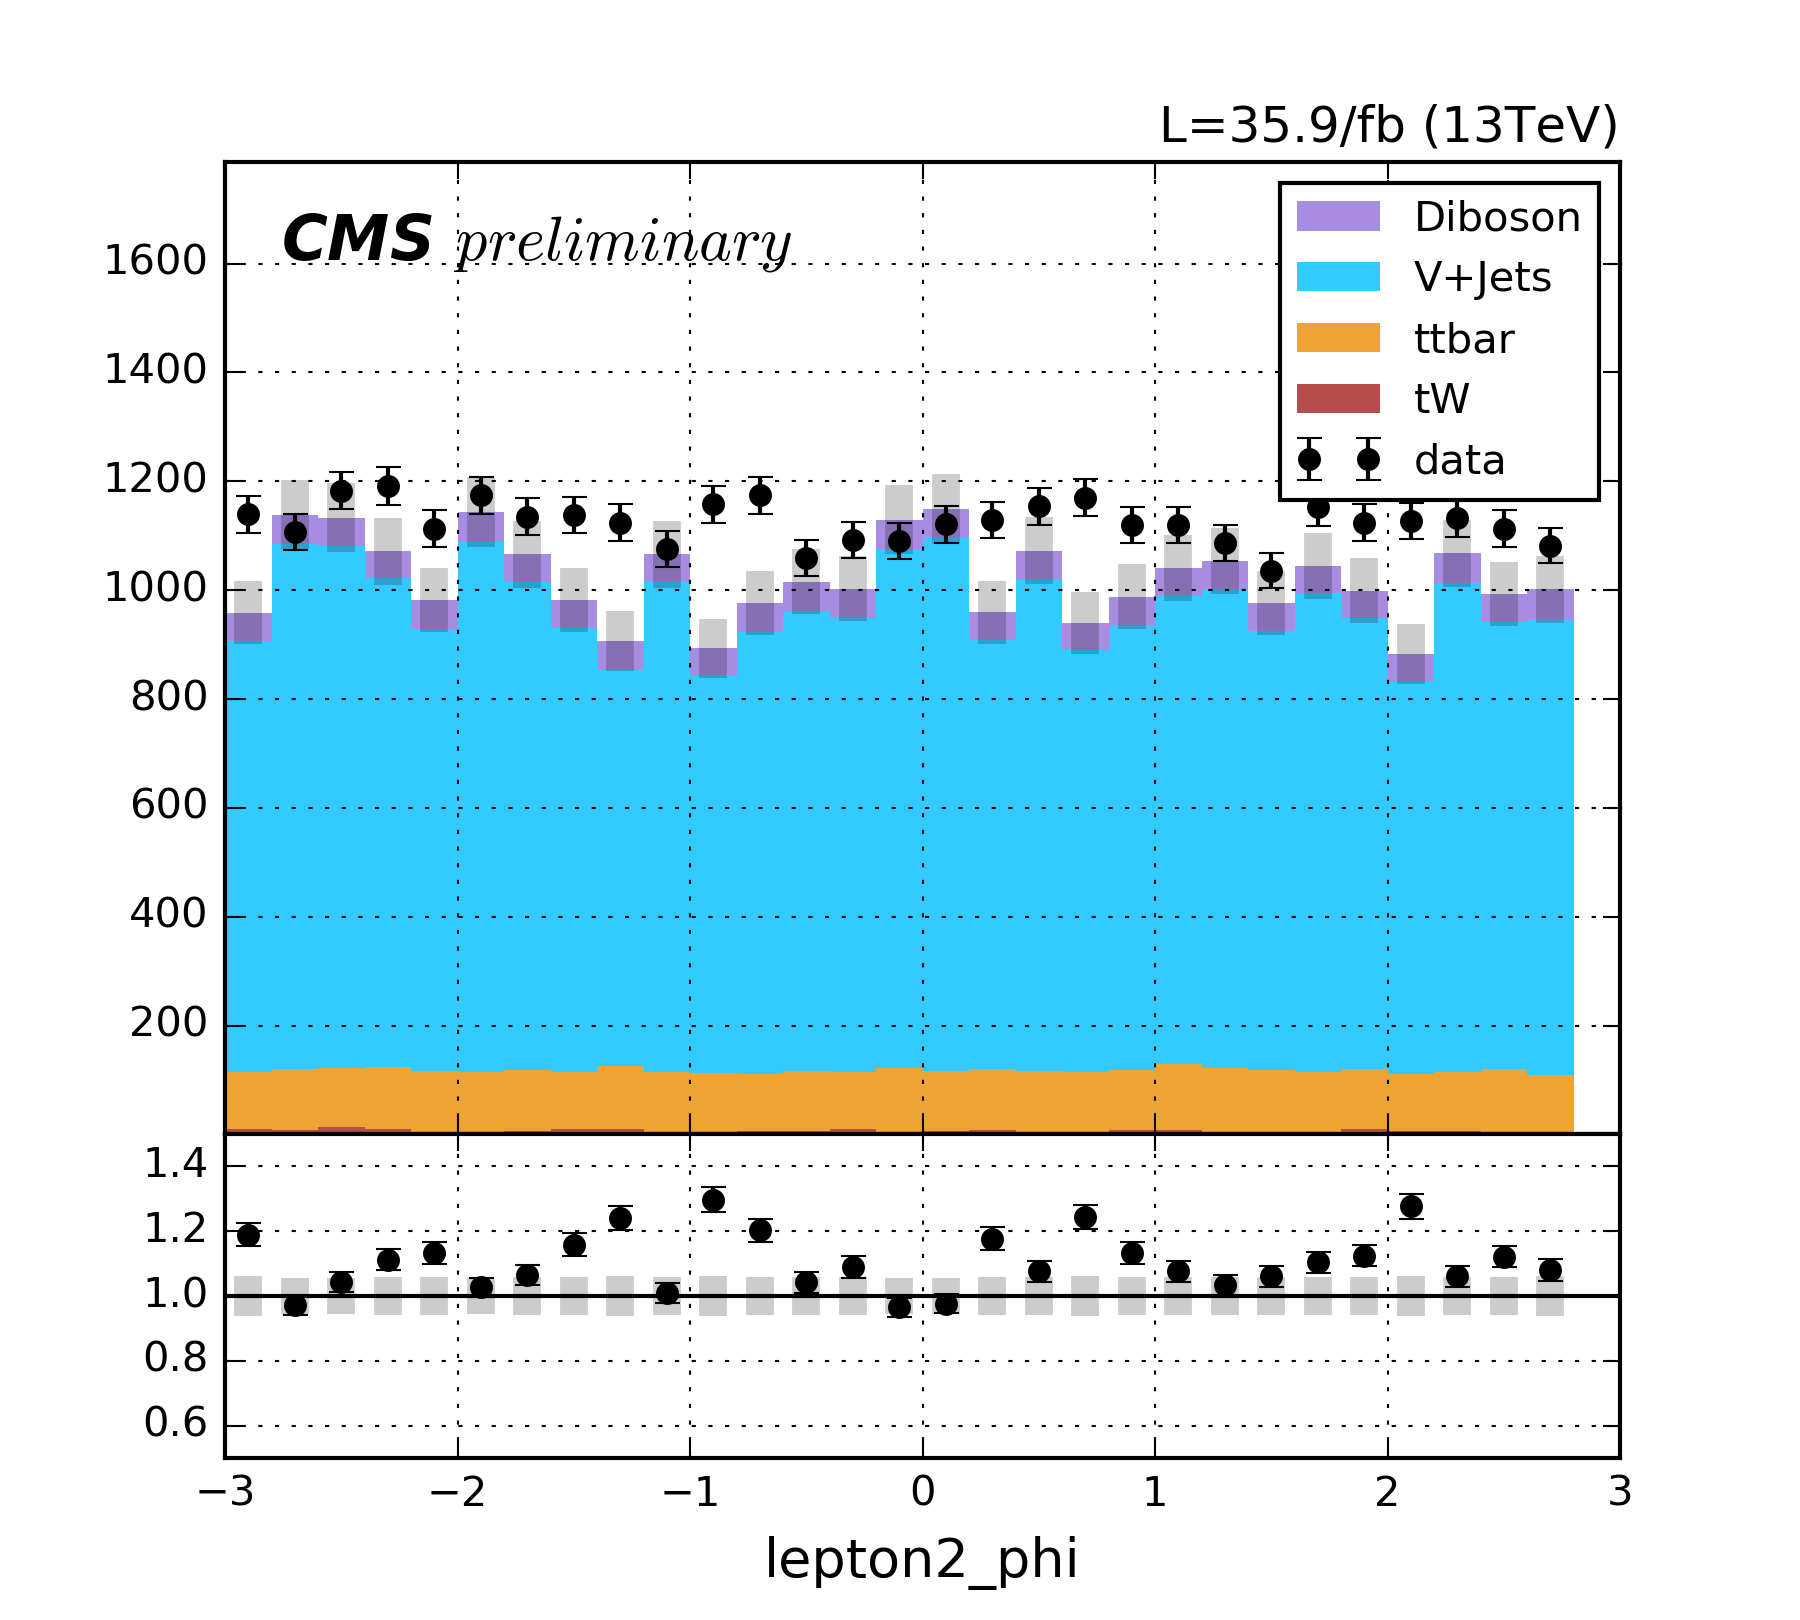 L=35.9/fb (13TeV)
CMS preliminary
Diboson
V+Jets
ttbar
tW
data
1600
1400
1200
1000
800
600
400
200
1.4
1.2
1.0
0.8
0.6
−3 −2 −1 0 1 2 3
lepton2_phi